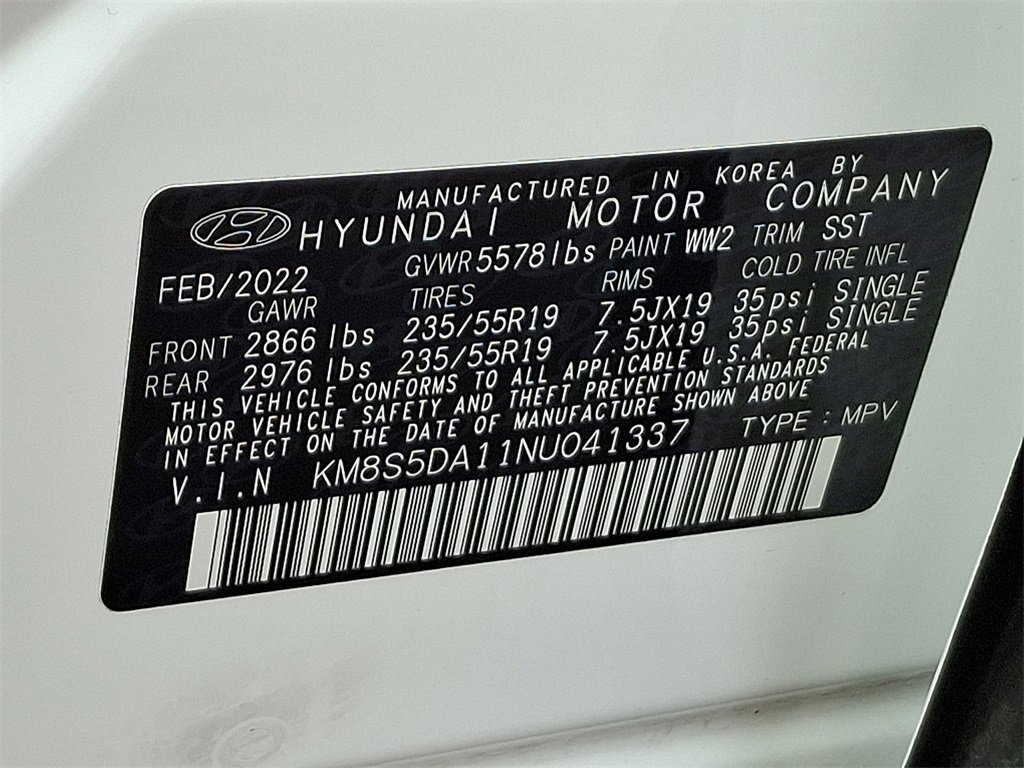 MANUFACTURED IN KOREA BY
HYUNDAI MOTOR COMPANY
FEB/2022 GVWR 5578 lbs PAINT WW2 TRIM SST
GAWR TIRES RIMS COLD TIRE INFL
FRONT 2866 lbs 235/55R19 7.5JX19 35psi SINGLE
REAR 2976 lbs 235/55R19 7.5JX19 35psi SINGLE
THIS VEHICLE CONFORMS TO ALL APPLICABLE U.S.A. FEDERAL
MOTOR VEHICLE SAFETY AND THEFT PREVENTION STANDARDS
IN EFFECT ON THE DATE OF MANUFACTURE SHOWN ABOVE
V.I.N KM8S5DA11NU041337 TYPE : MPV